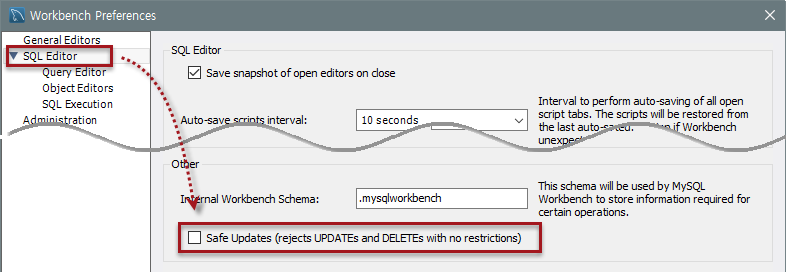 Workbench Preferences
General Editors
SQL Editor
Query Editor
Object Editors
SQL Execution
Administration
SQL Editor
Save snapshot of open editors on close
Auto-save scripts interval:
10 seconds
Interval to perform auto-saving of all open
script tabs. The scripts will be restored from
the last auto-saved if Workbench
Other
Internal Workbench Schema:
.mysqlworkbench
This schema will be used by MySQL
Workbench to store information required for
certain operations.
Safe Updates (rejects UPDATEs and DELETEs with no restrictions)